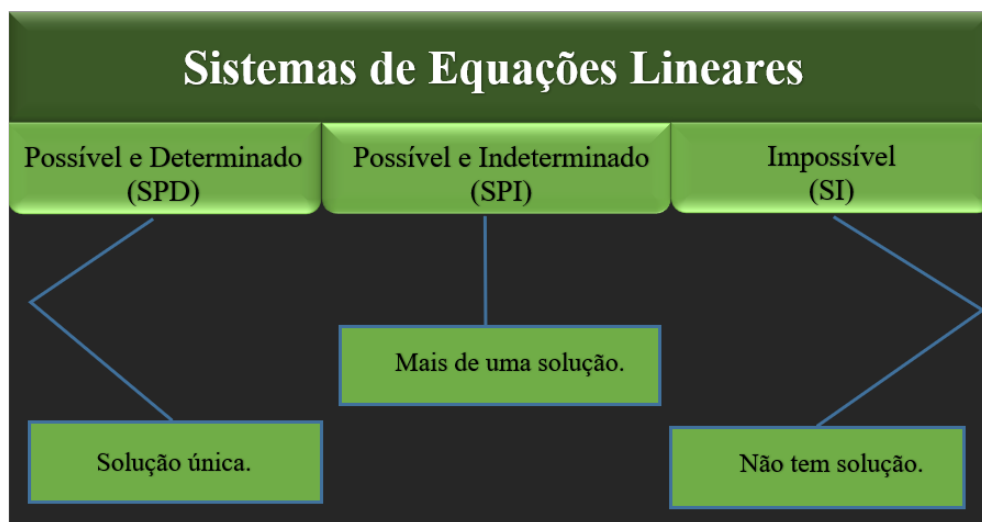 Sistemas de Equações Lineares
Possível e Determinado
(SPD)
Possível e Indeterminado
(SPI)
Impossível
(SI)
Mais de uma solução.
Solução única.
Não tem solução.